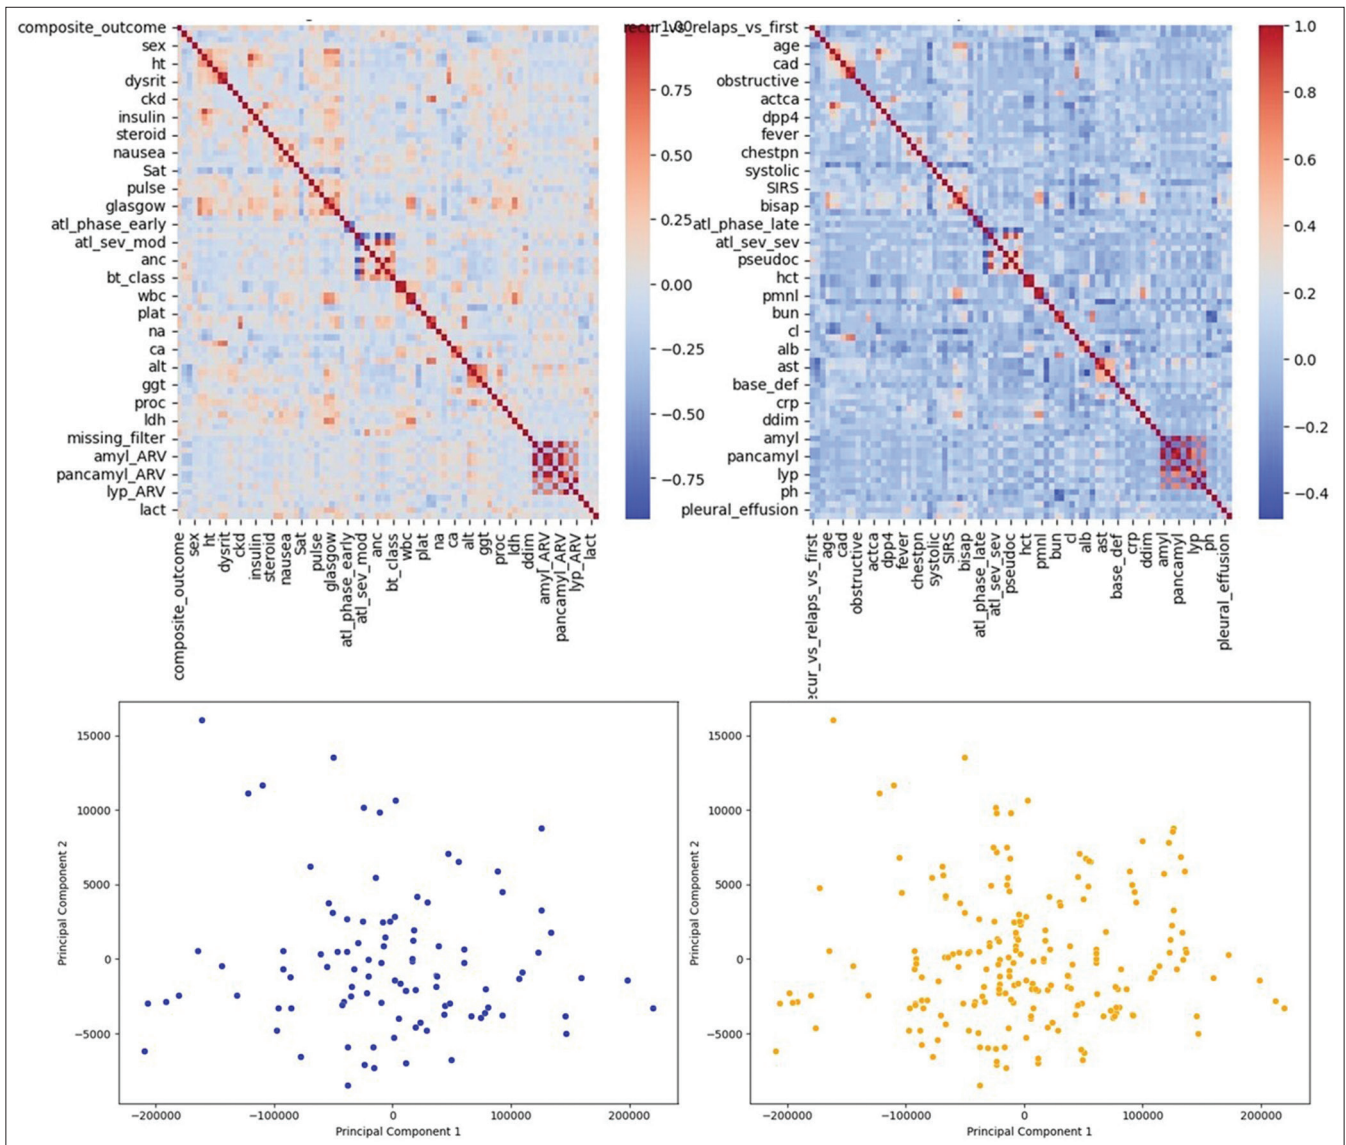 composite_outcome
sex
ht
dysrit
ckd
insulin
steroid
nausea
Sat
pulse
glasgow
atl_phase_early
atl_sev_mod
anc
bt_class
wbc
plat
na
ca
alt
ggt
proc
ldh
missing_filter
amyl_ARV
pancamyl_ARV
lyp_ARV
lact
composite_outcome
sex
ht
dysrit
ckd
insulin
steroid
nausea
Sat
pulse
glasgow
atl_phase_early
atl_sev_mod
anc
bt_class
wbc
plat
na
ca
alt
ggt
proc
ldh
ddim
amyl_ARV
pancamyl_ARV
lyp_ARV
lact
1.00
0.75
0.50
0.25
0.00
−0.25
−0.50
−0.75
recur_vs_relaps_vs_first
age
cad
obstructive
actca
dpp4
fever
chestpn
systolic
SIRS
bisap
atl_phase_late
atl_sev_sev
pseudoc
hct
pmnl
bun
cl
alb
ast
base_def
crp
ddim
amyl
pancamyl
lyp
ph
pleural_effusion
ecur_vs_relaps_vs_first
age
cad
obstructive
actca
dpp4
fever
chestpn
systolic
SIRS
bisap
atl_phase_late
atl_sev_sev
pseudoc
hct
pmnl
bun
cl
alb
ast
base_def
crp
ddim
amyl
pancamyl
lyp
ph
pleural_effusion
1.0
0.8
0.6
0.4
0.2
0.0
−0.2
−0.4
Principal Component 2
15000
10000
5000
0
−5000
−200000
−100000
0
100000
200000
Principal Component 1
Principal Component 2
15000
10000
5000
0
−5000
−200000
−100000
0
100000
200000
Principal Component 1